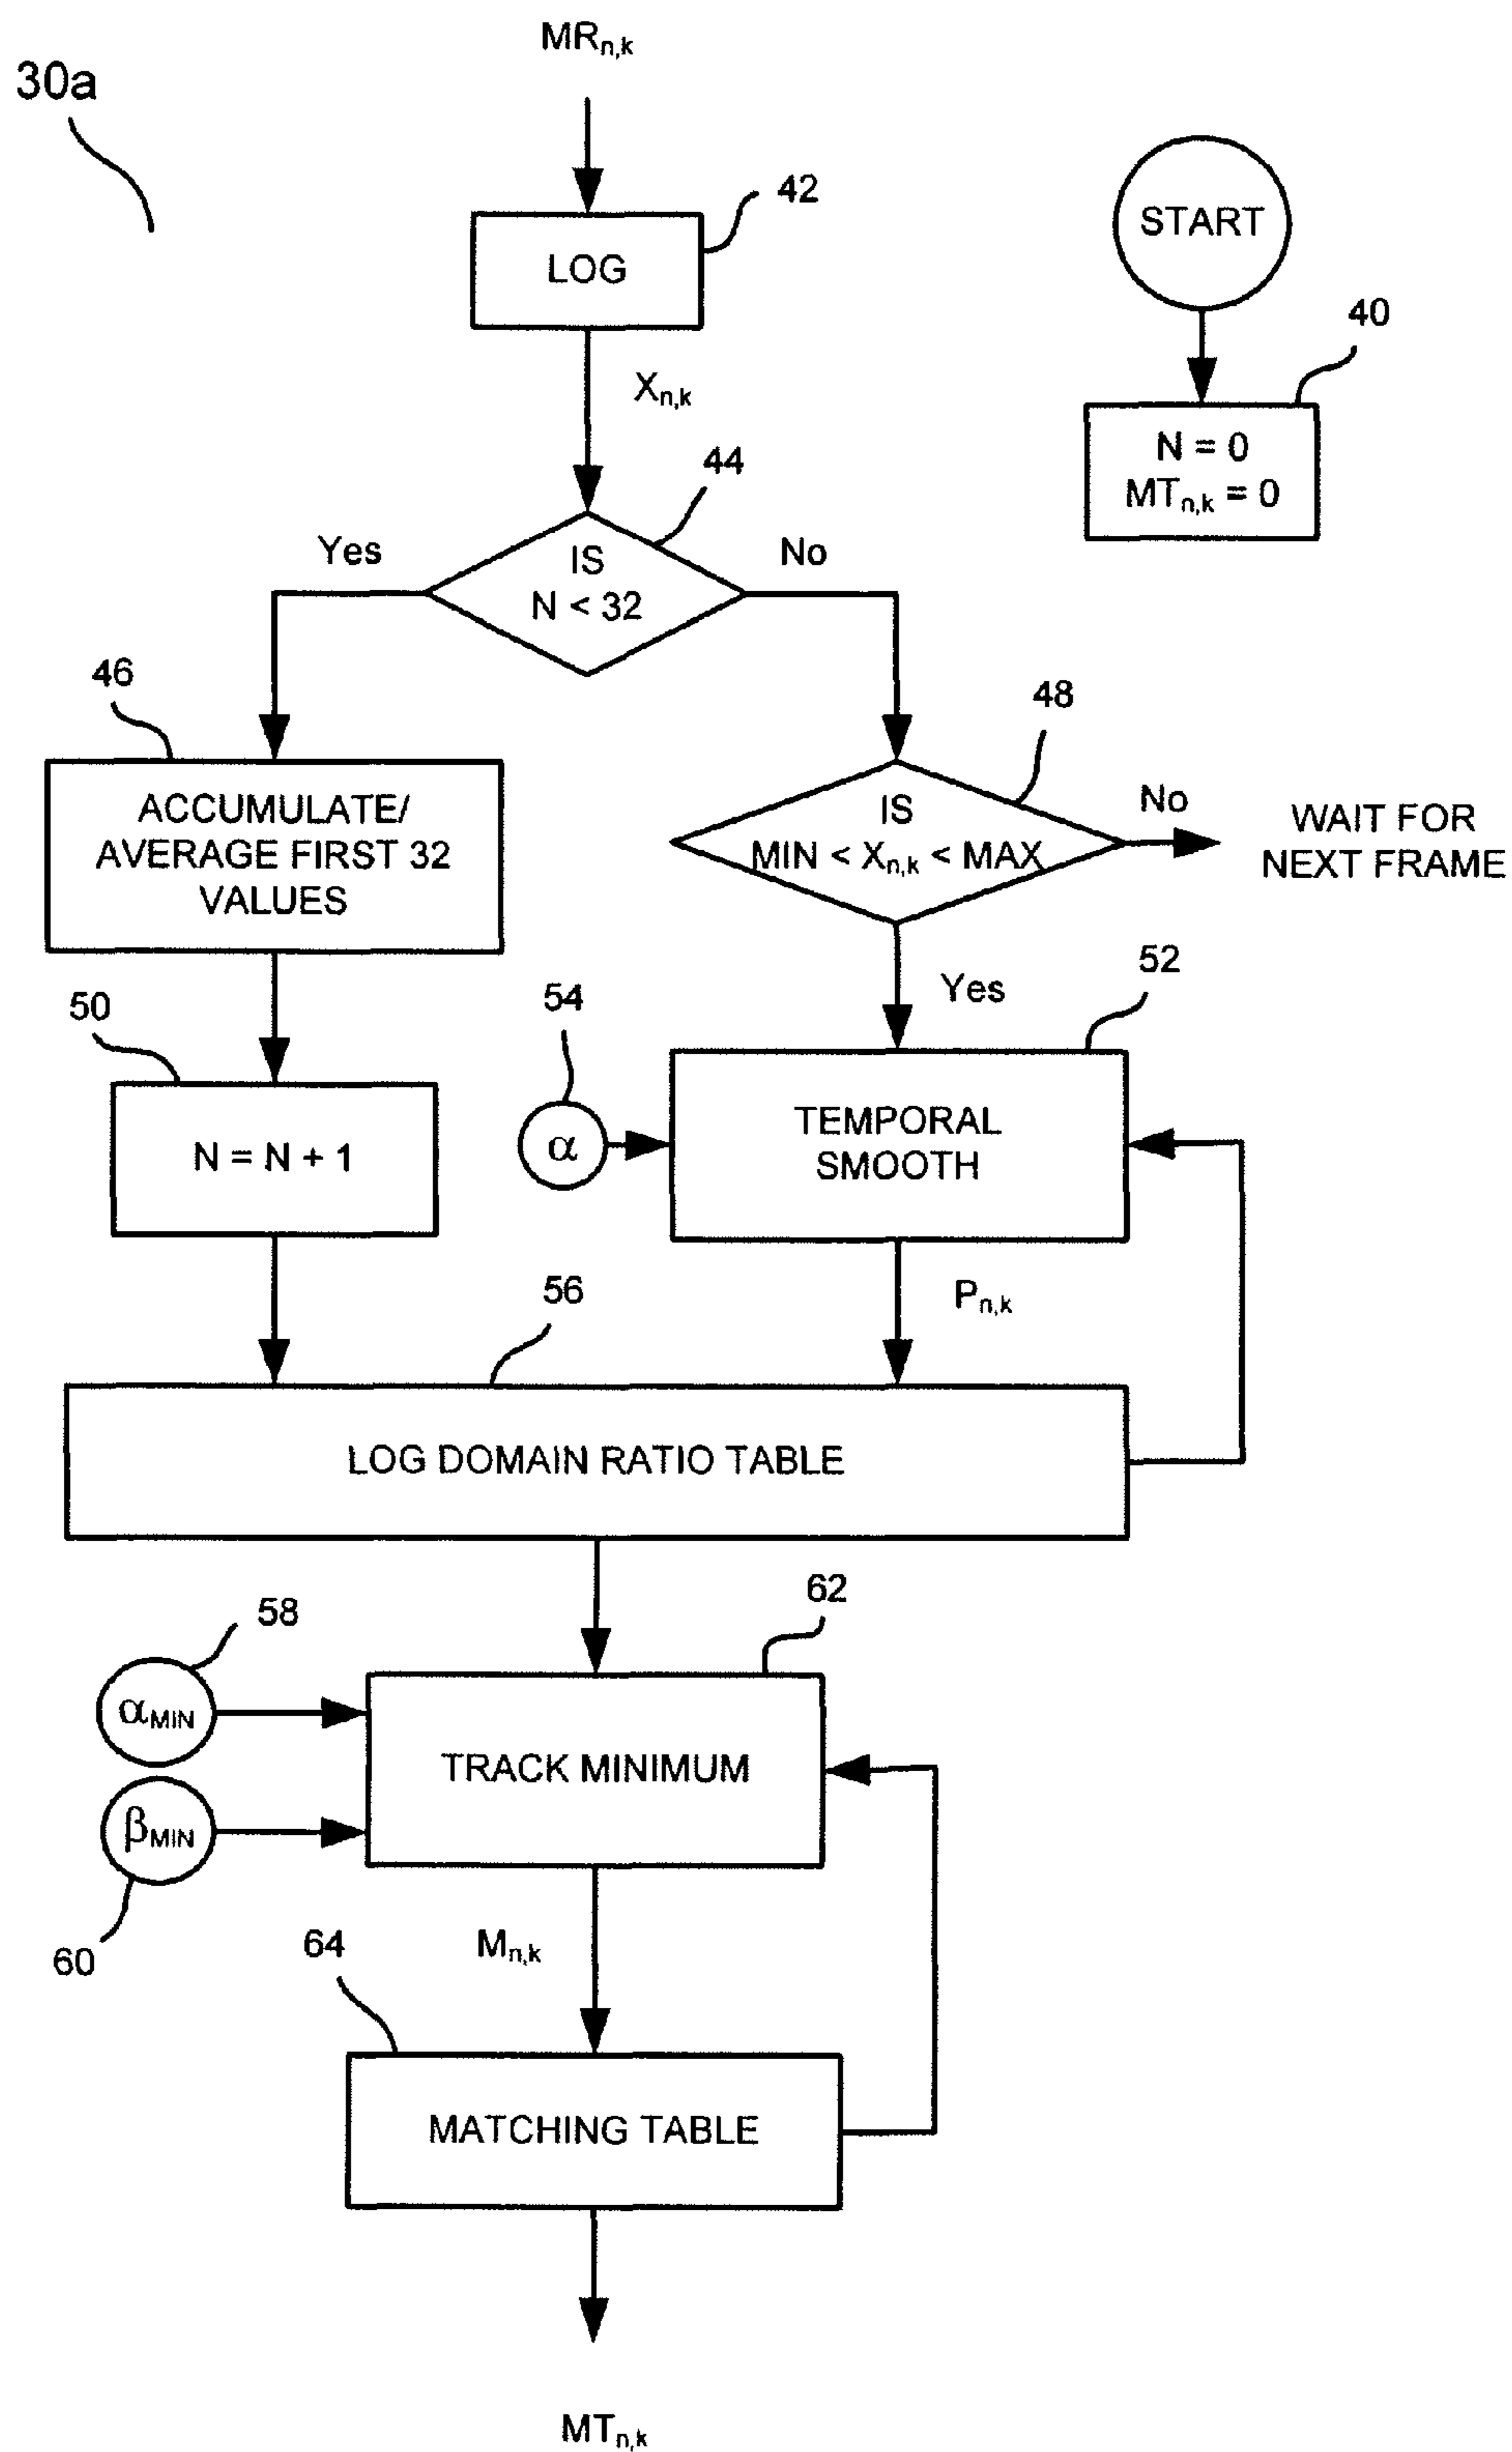 MRn,k
30a
42
START
LOG
40
Xn,k
N = 0
MTn,k = 0
44
Yes
IS
N < 32
No
46
48
ACCUMULATE/
AVERAGE FIRST 32
VALUES
IS
MIN < Xn,k < MAX
No
WAIT FOR
NEXT FRAME
50
54
Yes
52
N = N + 1
α
TEMPORAL
SMOOTH
56
Pn,k
LOG DOMAIN RATIO TABLE
58
62
αMIN
TRACK MINIMUM
βMIN
60
64
Mn,k
MATCHING TABLE
MTn,k